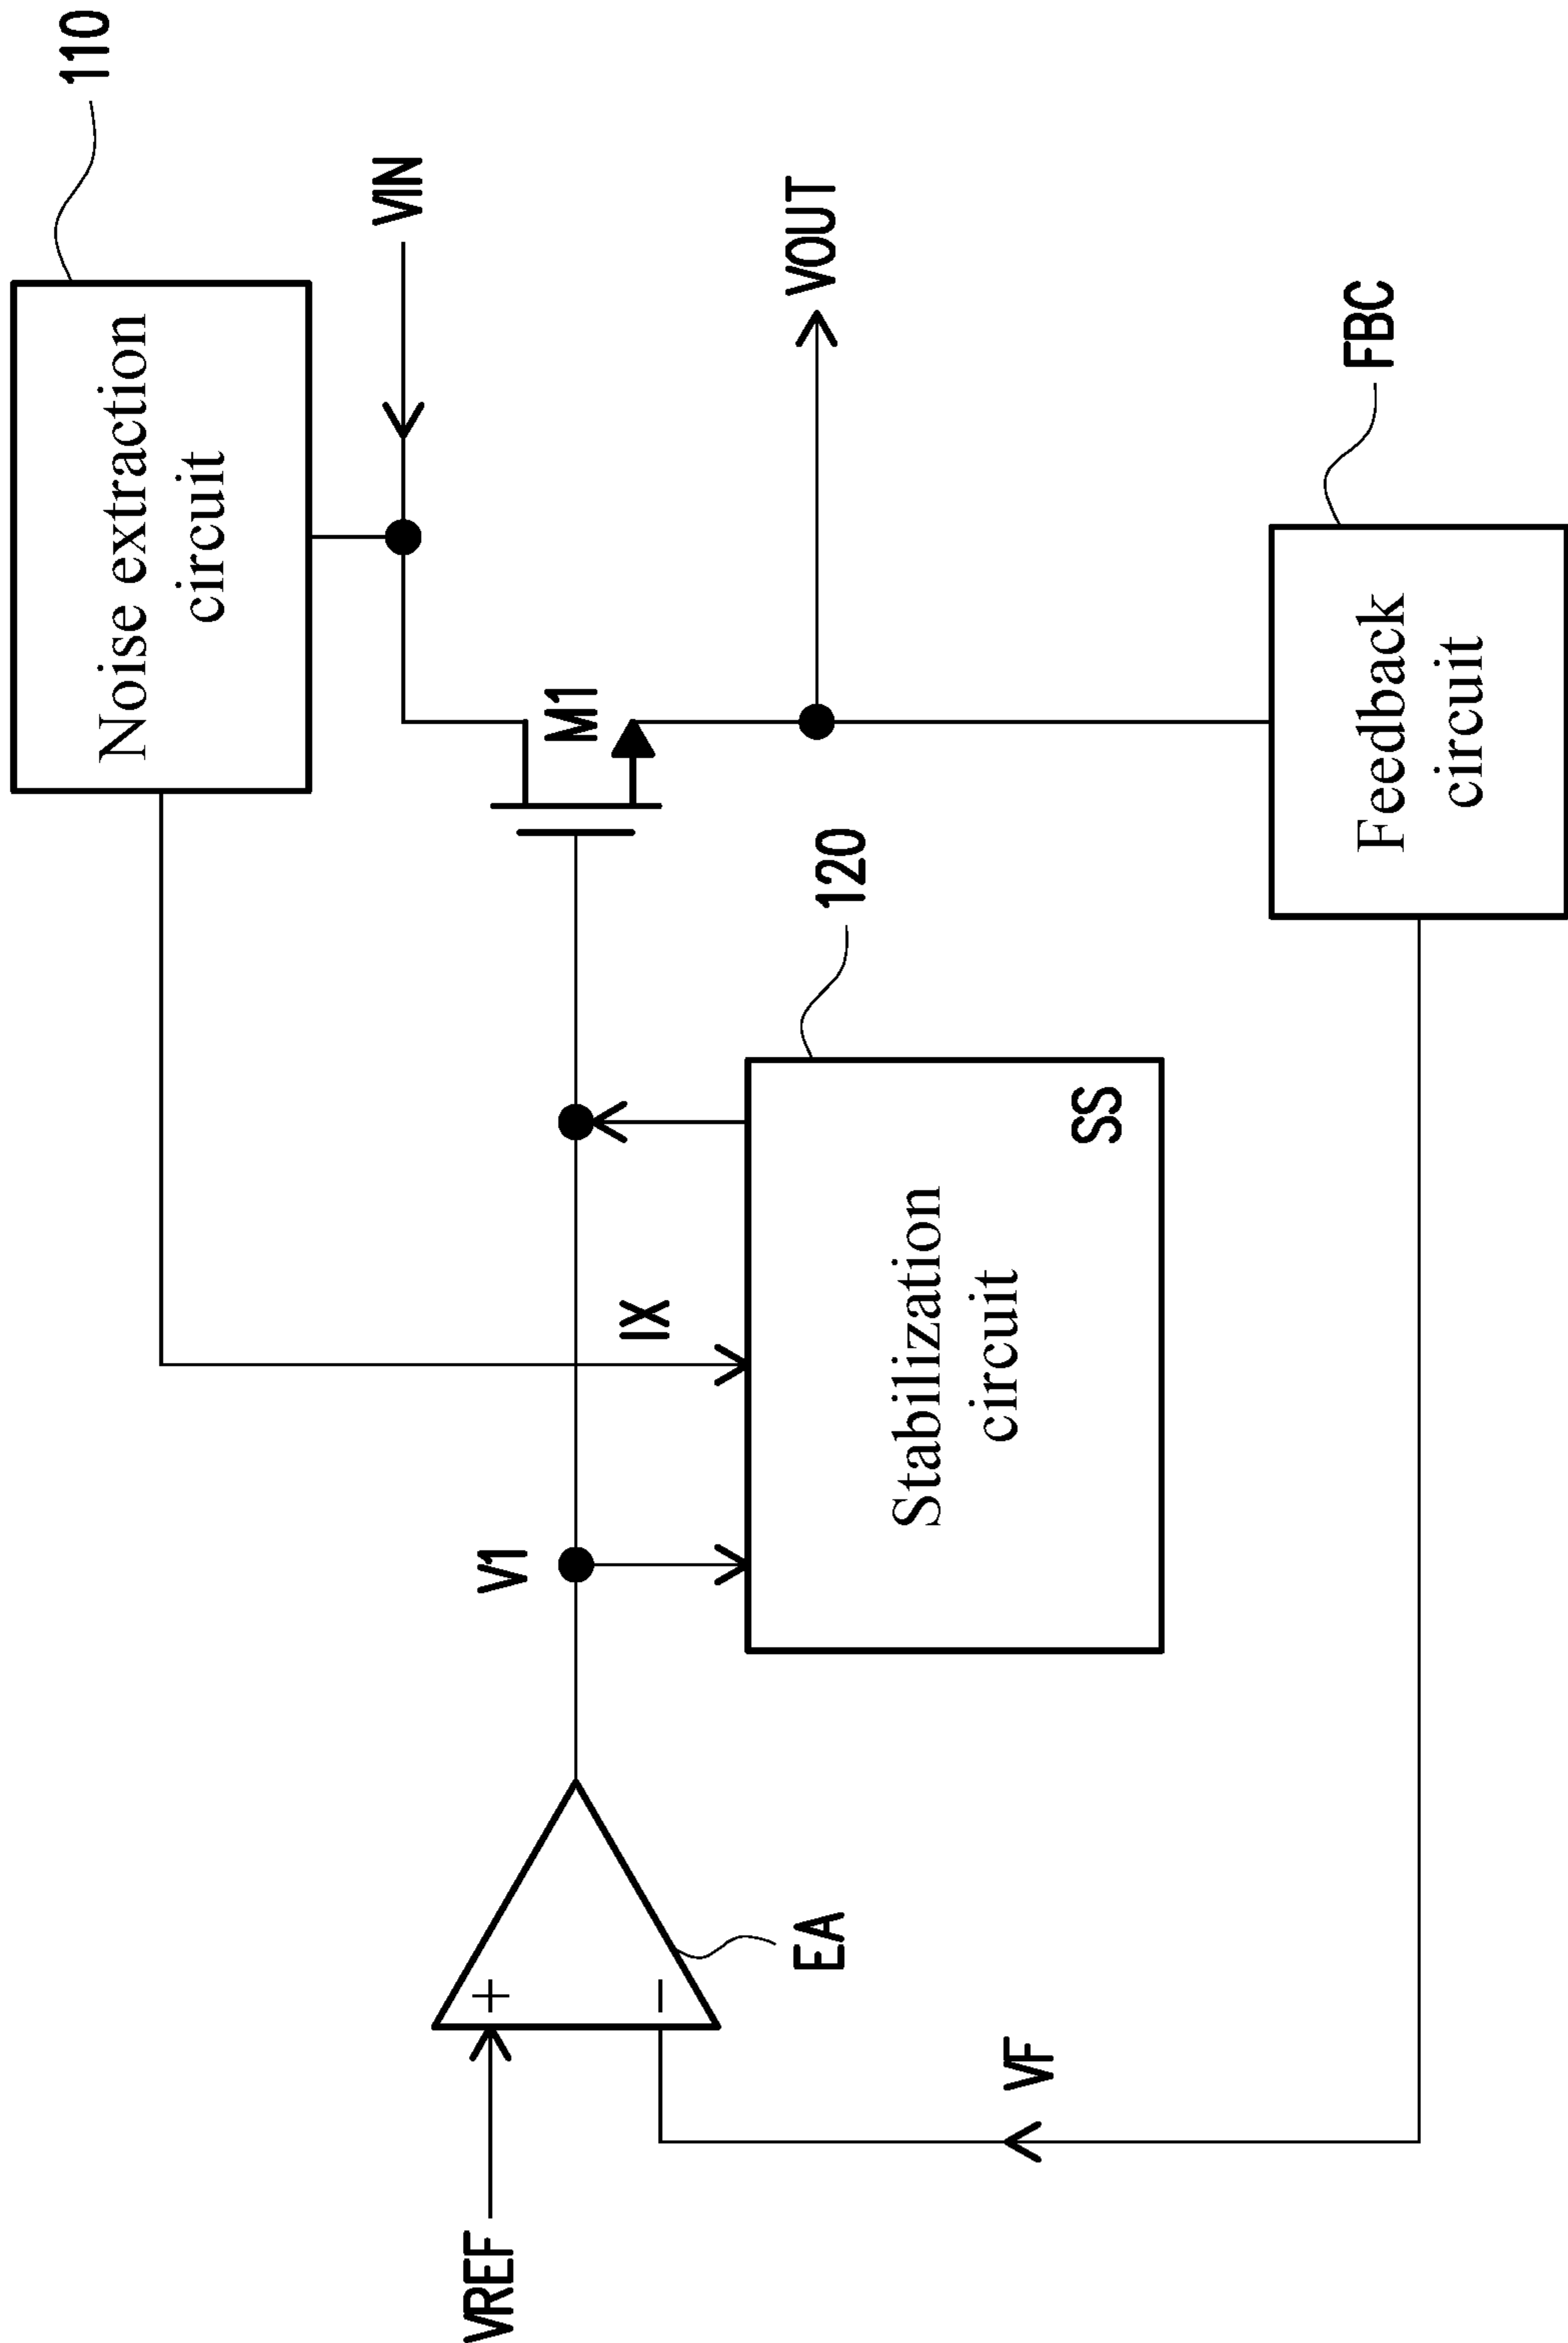 110
Noise extraction
circuit
VIN
M1
VOUT
V1
IX
120
Stabilization
circuit
SS
VREF
+
−
EA
VF
FBC
Feedback
circuit